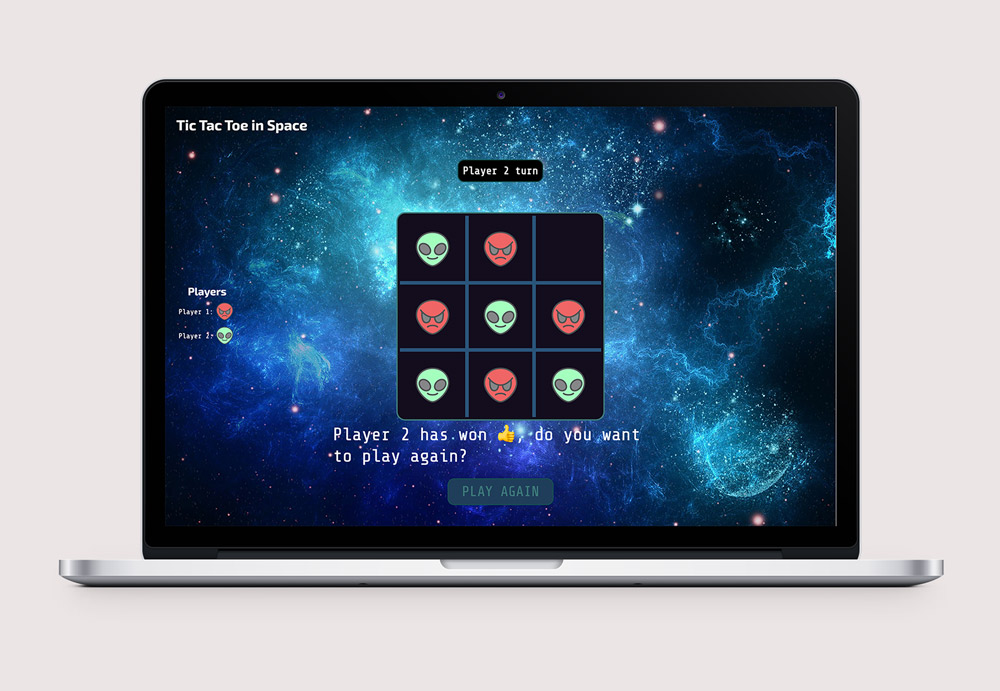 Tic Tac Toe in Space
Player 2 turn
Players
Player 1:
Player 2:
Player 2 has won 👍, do you want
to play again?
PLAY AGAIN